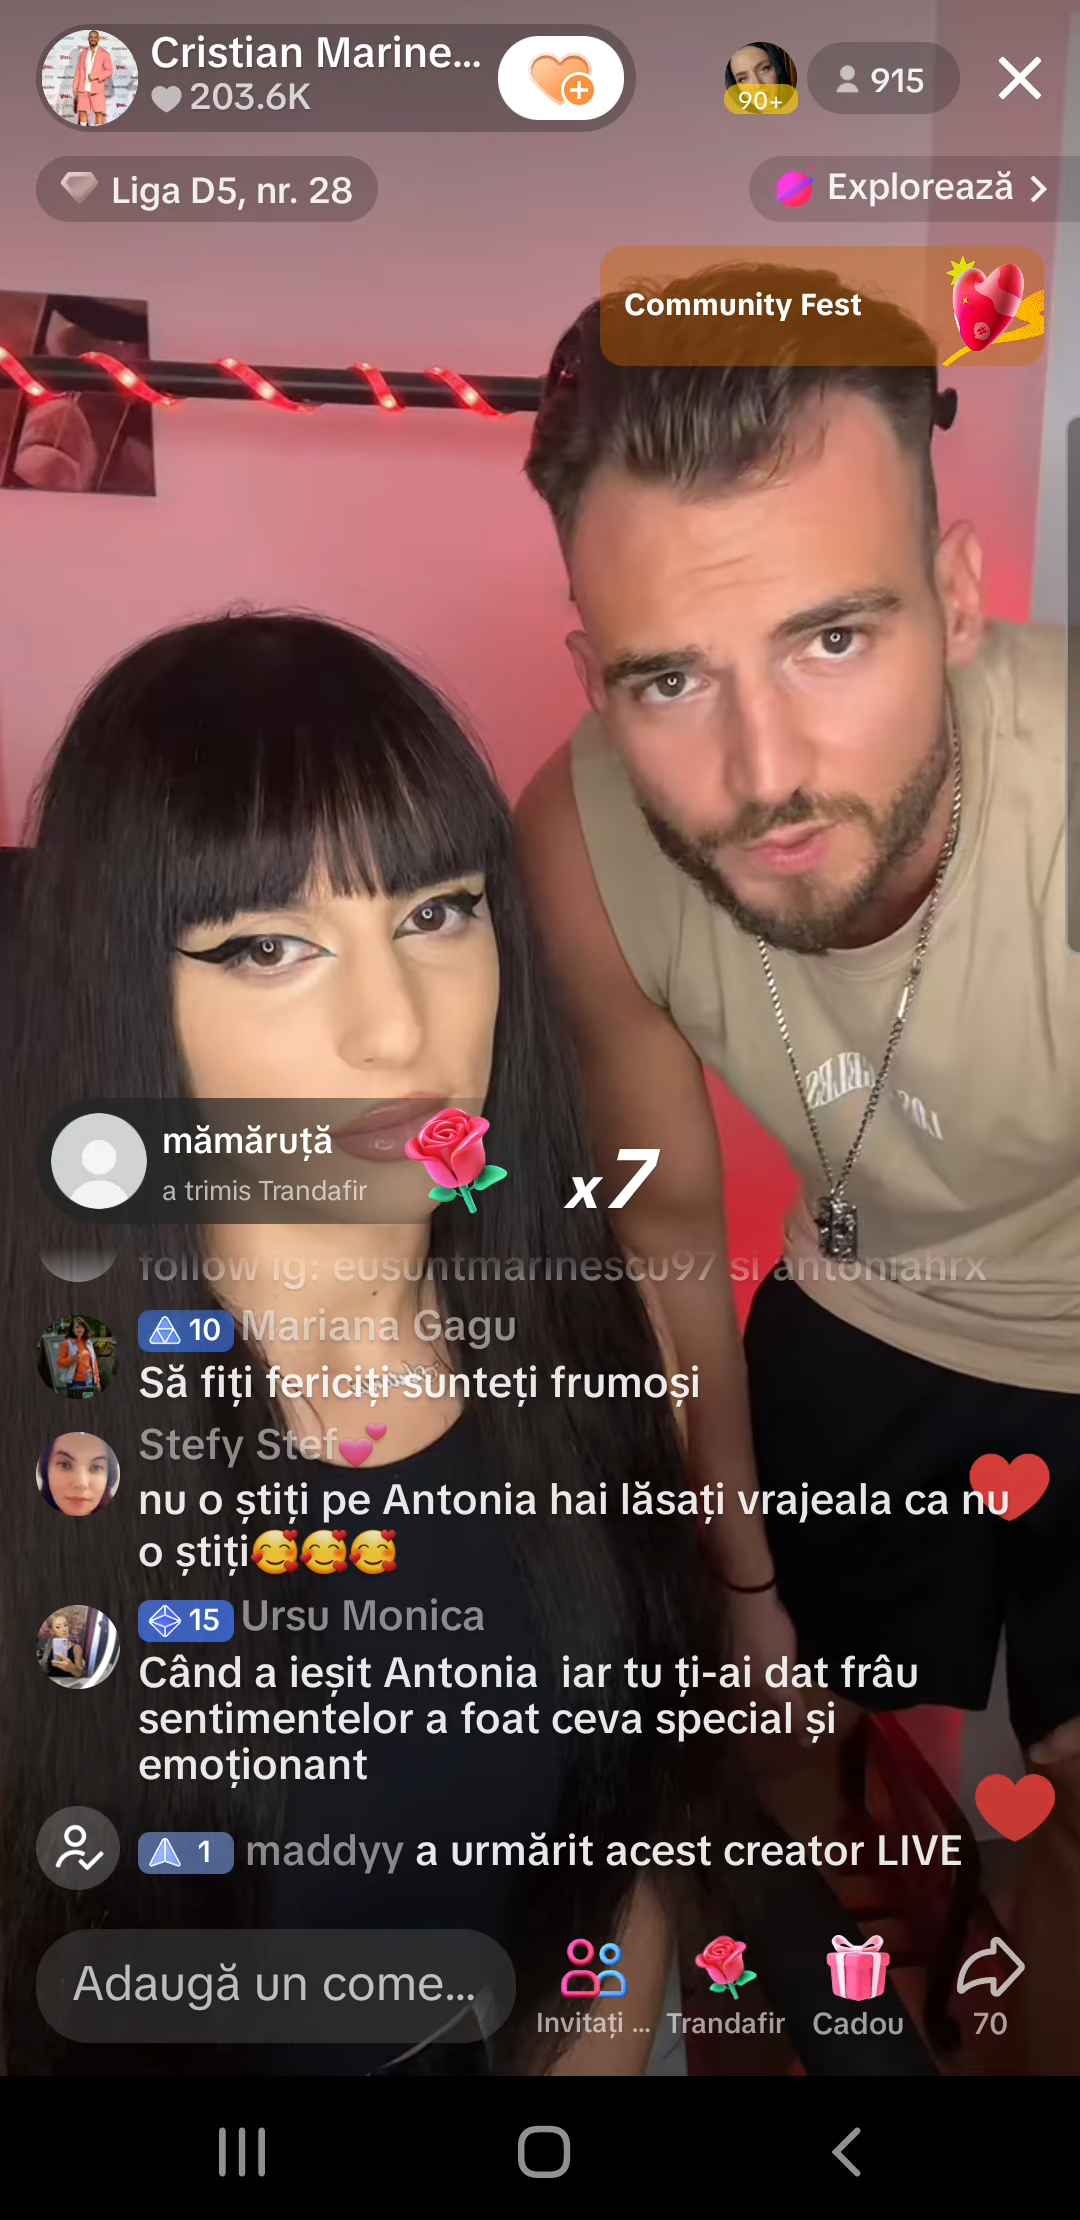 Cristian Marine...
203.6K
90+
915
Liga D5, nr. 28
Explorează
Community Fest
mămăruță
a trimis Trandafir
x7
follow ig: eusuntmarinescu97 si antoniahrx
10 Mariana Gagu
Să fiți fericiți sunteți frumoși
Stefy Stef💕
nu o știți pe Antonia hai lăsați vrajeala ca nu
o știți🥰🥰🥰
15 Ursu Monica
Când a ieșit Antonia  iar tu ți-ai dat frâu
sentimentelor a foat ceva special și
emoționant
1 maddyy a urmărit acest creator LIVE
Adaugă un come...
Invitați ...
Trandafir
Cadou
70